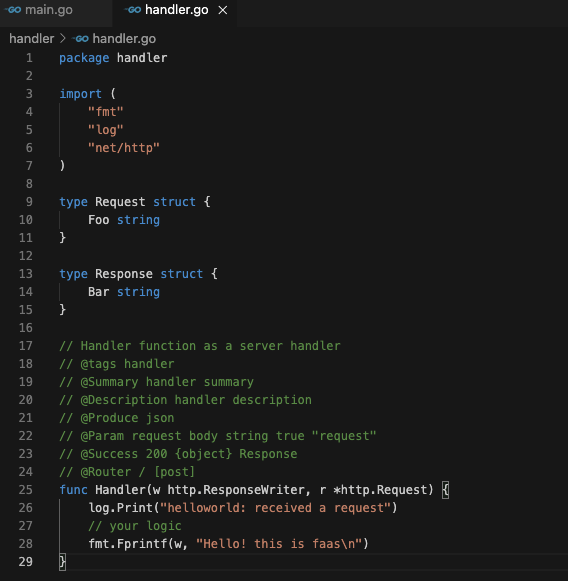 GO main.go GO handler.go ×
handler > GO handler.go
1 package handler
2
3 import (
4     "fmt"
5     "log"
6     "net/http"
7 )
8
9 type Request struct {
10     Foo string
11 }
12
13 type Response struct {
14     Bar string
15 }
16
17 // Handler function as a server handler
18 // @tags handler
19 // @Summary handler summary
20 // @Description handler description
21 // @Produce json
22 // @Param request body string true "request"
23 // @Success 200 {object} Response
24 // @Router / [post]
25 func Handler(w http.ResponseWriter, r *http.Request) {
26     log.Print("helloworld: received a request")
27     // your logic
28     fmt.Fprintf(w, "Hello! this is faas\n")
29 }